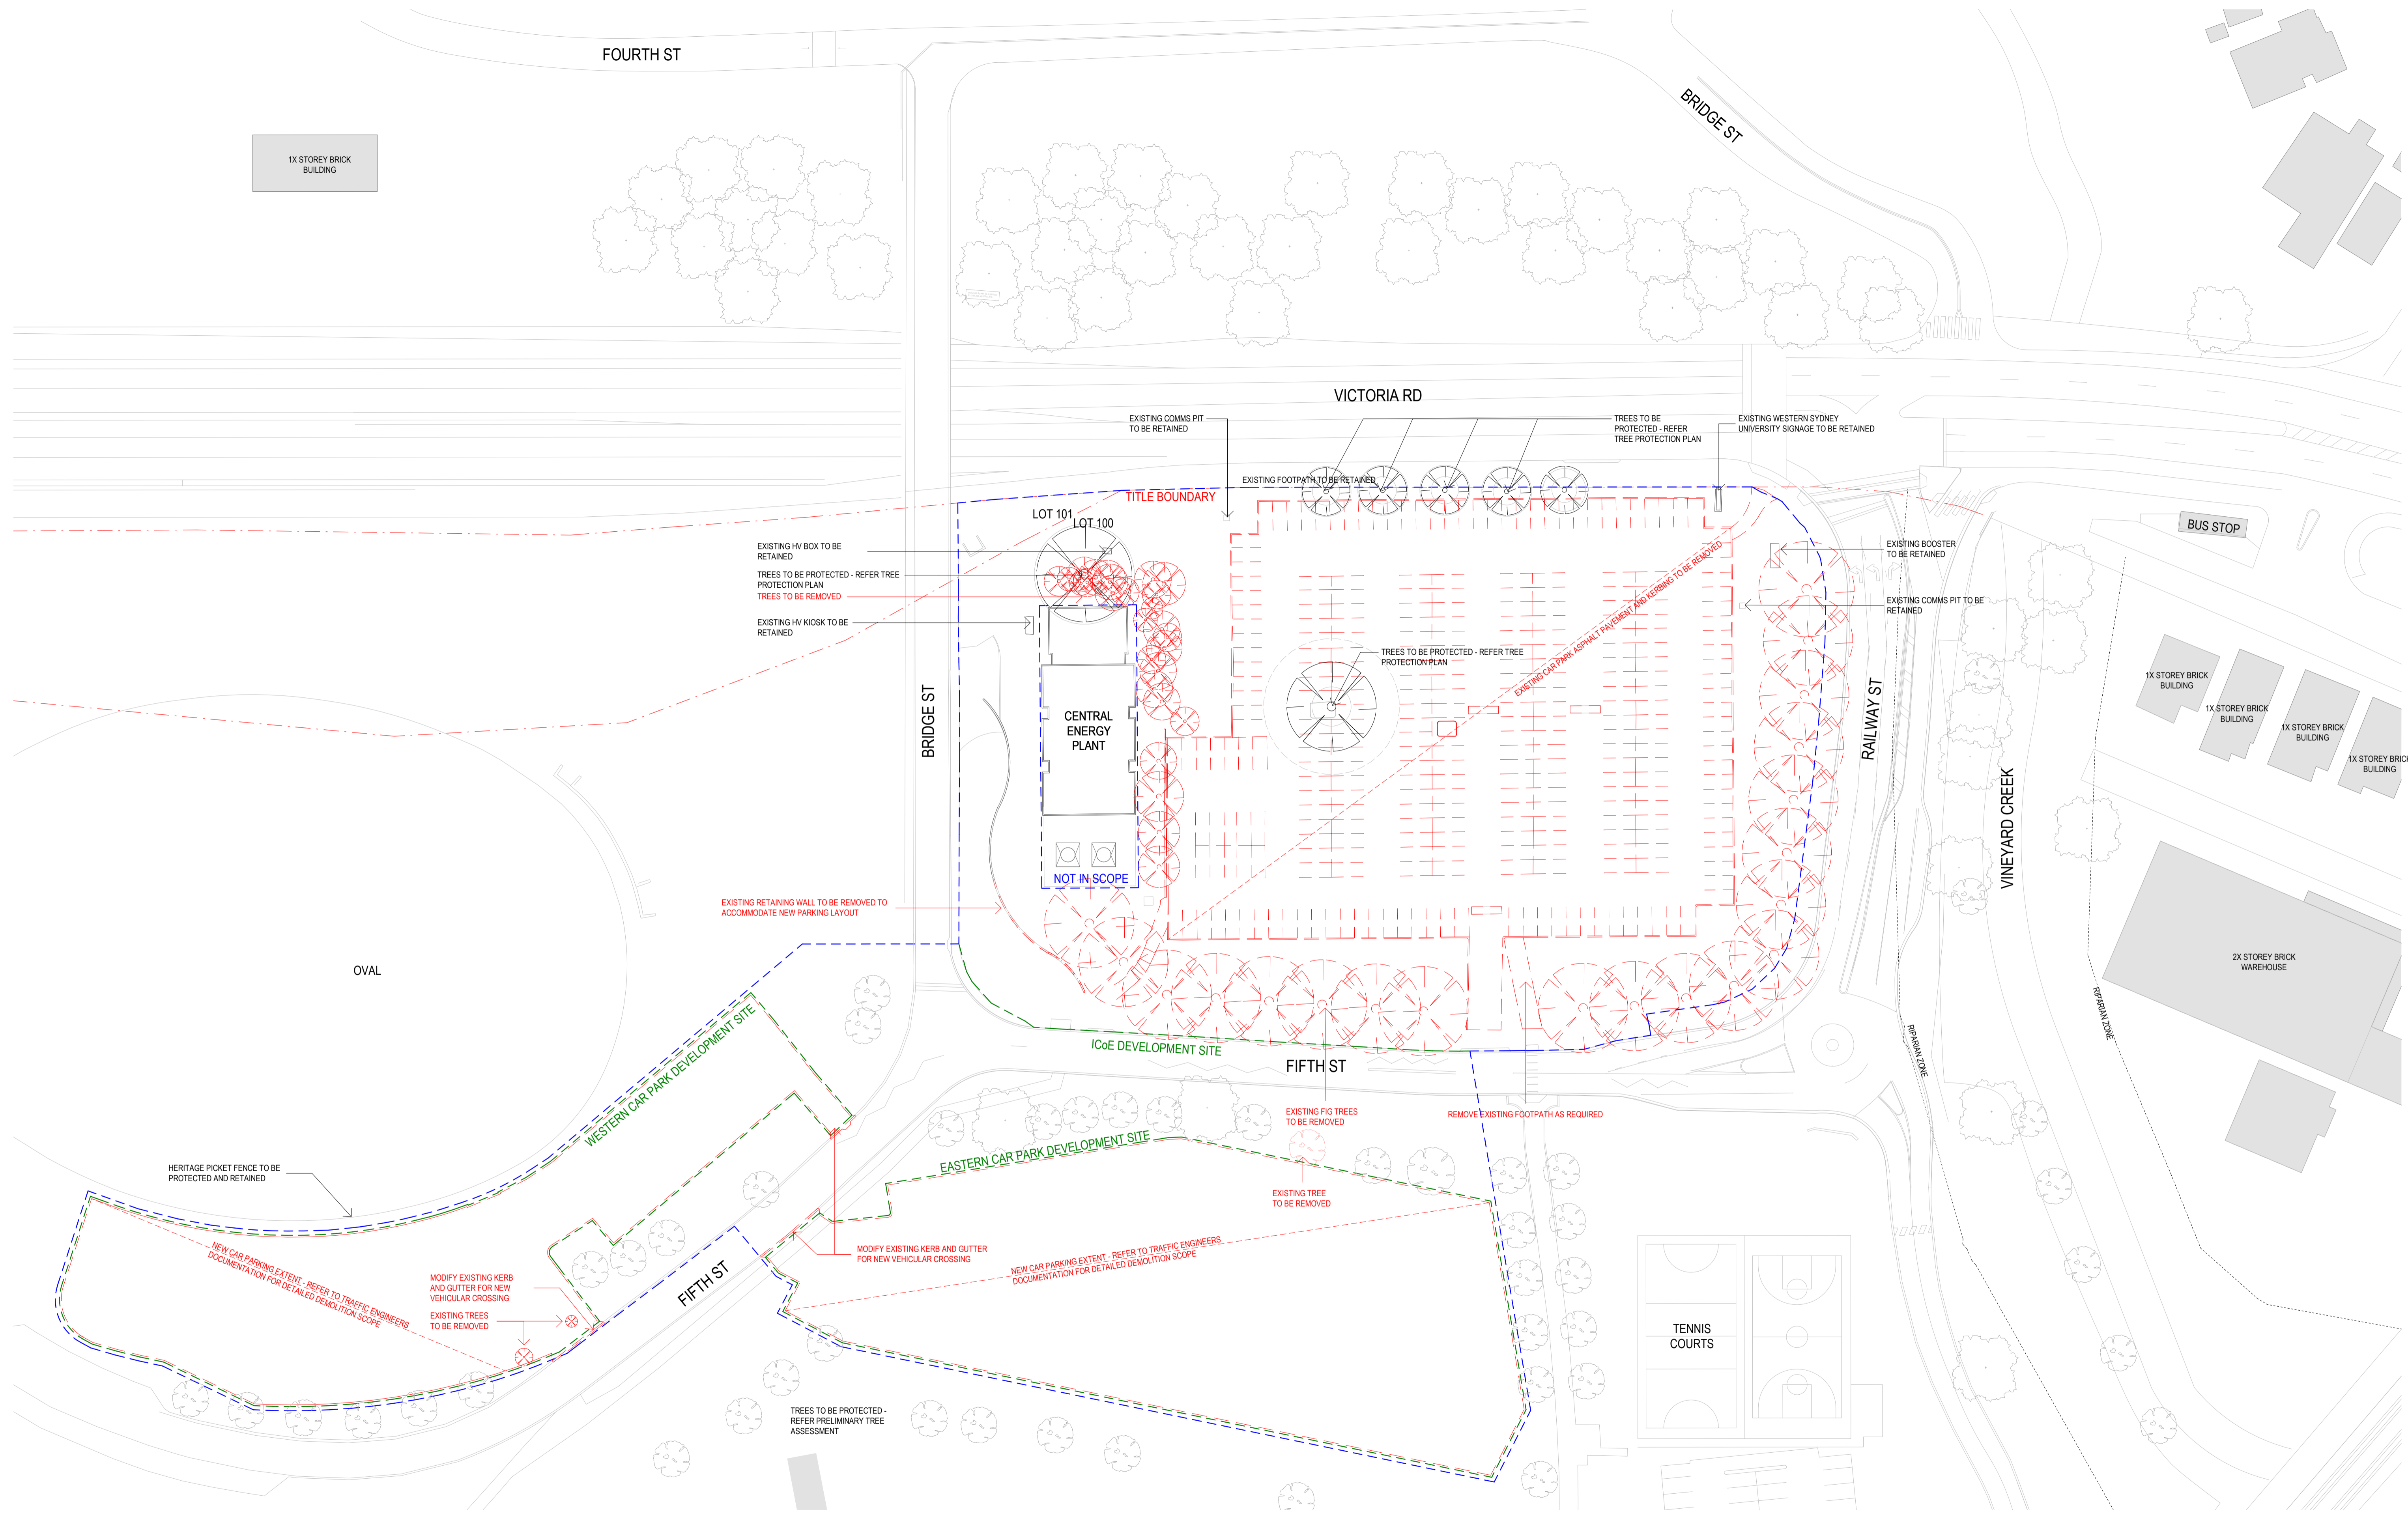 FOURTH ST
BRIDGE ST
1X STOREY BRICK
BUILDING
VICTORIA RD
EXISTING COMMS PIT
TO BE RETAINED
TREES TO BE
PROTECTED - REFER
TREE PROTECTION PLAN
EXISTING WESTERN SYDNEY
UNIVERSITY SIGNAGE TO BE RETAINED
EXISTING FOOTPATH TO BE RETAINED
TITLE BOUNDARY
LOT 101
LOT 100
BUS STOP
EXISTING HV BOX TO BE
RETAINED
TREES TO BE PROTECTED - REFER TREE
PROTECTION PLAN
TREES TO BE REMOVED
EXISTING HV KIOSK TO BE
RETAINED
EXISTING BOOSTER
TO BE RETAINED
EXISTING COMMS PIT TO BE
RETAINED
EXISTING CAR PARK ASPHALT PAVEMENT AND KERBING TO BE REMOVED
TREES TO BE PROTECTED - REFER TREE
PROTECTION PLAN
BRIDGE ST
CENTRAL
ENERGY
PLANT
RAILWAY ST
VINEYARD CREEK
1X STOREY BRICK
BUILDING
1X STOREY BRICK
BUILDING
1X STOREY BRICK
BUILDING
1X STOREY BRICK
BUILDING
NOT IN SCOPE
EXISTING RETAINING WALL TO BE REMOVED TO
ACCOMMODATE NEW PARKING LAYOUT
OVAL
2X STOREY BRICK
WAREHOUSE
RIPARIAN ZONE
RIPARIAN ZONE
WESTERN CAR PARK DEVELOPMENT SITE
ICoE DEVELOPMENT SITE
FIFTH ST
EXISTING FIG TREES
TO BE REMOVED
REMOVE EXISTING FOOTPATH AS REQUIRED
EASTERN CAR PARK DEVELOPMENT SITE
HERITAGE PICKET FENCE TO BE
PROTECTED AND RETAINED
EXISTING TREE
TO BE REMOVED
NEW CAR PARKING EXTENT - REFER TO TRAFFIC ENGINEERS
DOCUMENTATION FOR DETAILED DEMOLITION SCOPE
MODIFY EXISTING KERB AND GUTTER
FOR NEW VEHICULAR CROSSING
NEW CAR PARKING EXTENT - REFER TO TRAFFIC ENGINEERS
DOCUMENTATION FOR DETAILED DEMOLITION SCOPE
FIFTH ST
MODIFY EXISTING KERB
AND GUTTER FOR NEW
VEHICULAR CROSSING
EXISTING TREES
TO BE REMOVED
TENNIS
COURTS
TREES TO BE PROTECTED -
REFER PRELIMINARY TREE
ASSESSMENT